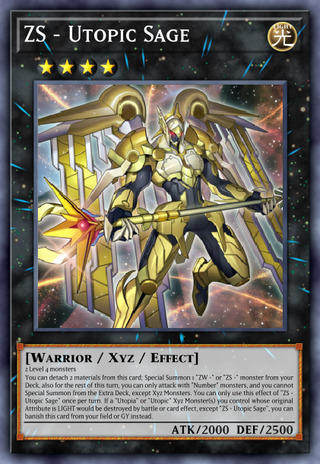 ZS - Utopic Sage
LIGHT
光
[Warrior / Xyz / Effect]
2 Level 4 monsters
You can detach 2 materials from this card; Special Summon 1 "ZW -" or "ZS -" monster from your
Deck, also for the rest of this turn, you can only attack with "Number" monsters, and you cannot
Special Summon from the Extra Deck, except Xyz Monsters. You can only use this effect of "ZS -
Utopic Sage" once per turn. If a "Utopia" or "Utopic" Xyz Monster(s) you control whose original
Attribute is LIGHT would be destroyed by battle or card effect, except "ZS - Utopic Sage", you can
banish this card from your field or GY instead.
ATK/2000 DEF/2500